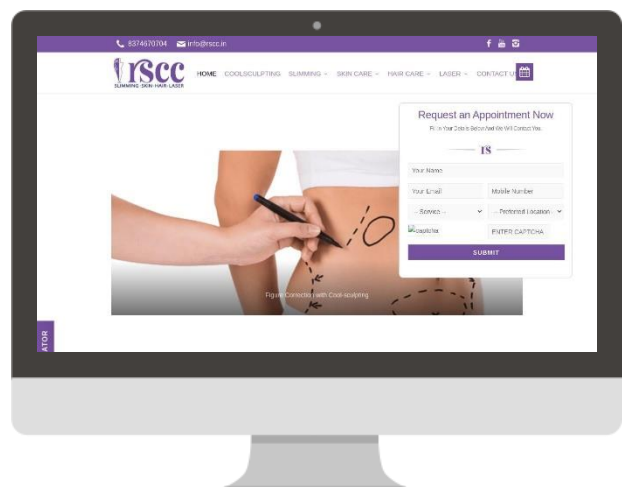 8374670704 info@rscc.in
rscc
SLIMMING·SKIN·HAIR·LASER
HOME COOLSCULPTING SLIMMING SKIN CARE HAIR CARE LASER CONTACT US
Request an Appointment Now
Fill In Your Details Below And We Will Contact You.
rs
Your Name
Your Email Mobile Number
-- Service -- -- Preferred Location --
captcha ENTER CAPTCHA
SUBMIT
Figure Correction with Cool-sculpting
ATOR